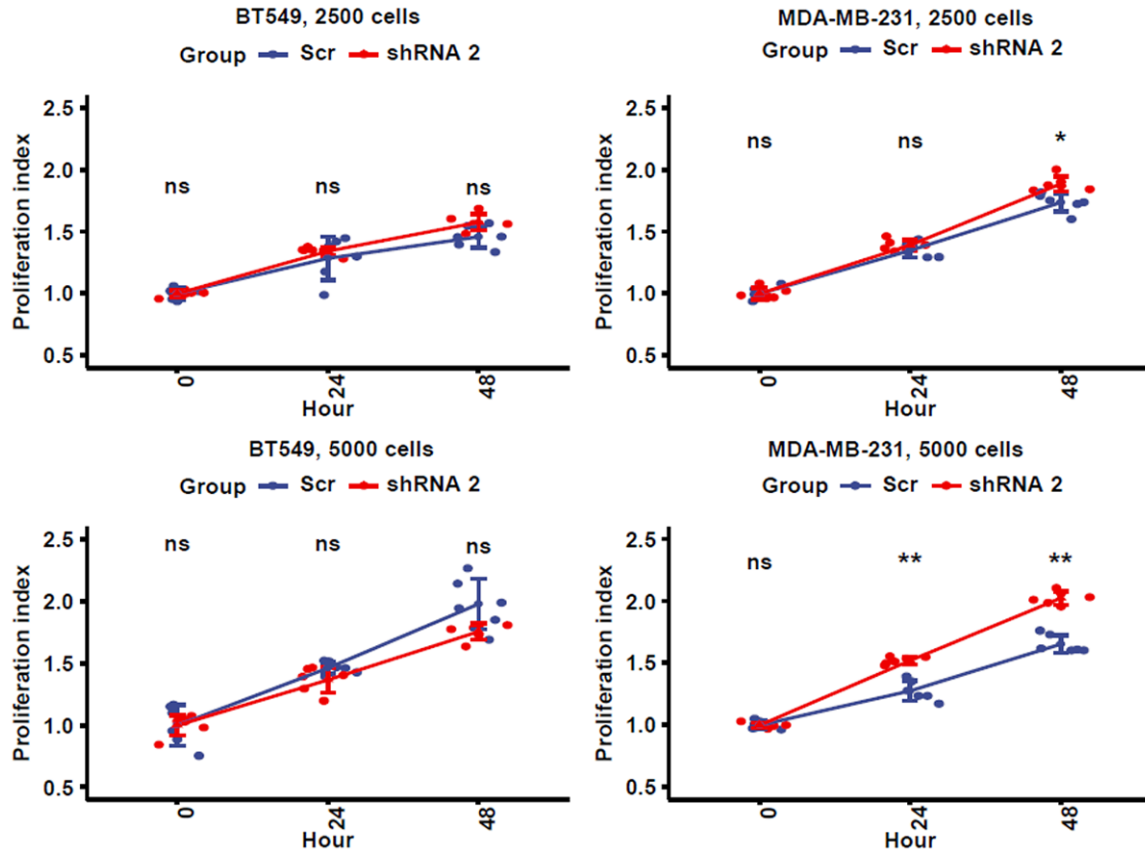 BT549, 2500 cells
Group Scr shRNA 2
Proliferation index
2.5
2.0
1.5
1.0
0.5
ns
ns
ns
0
24
48
Hour
MDA-MB-231, 2500 cells
Group Scr shRNA 2
Proliferation index
2.5
2.0
1.5
1.0
0.5
ns
ns
*
0
24
48
Hour
BT549, 5000 cells
Group Scr shRNA 2
Proliferation index
2.5
2.0
1.5
1.0
0.5
ns
ns
ns
0
24
48
Hour
MDA-MB-231, 5000 cells
Group Scr shRNA 2
Proliferation index
2.5
2.0
1.5
1.0
0.5
ns
**
**
0
24
48
Hour